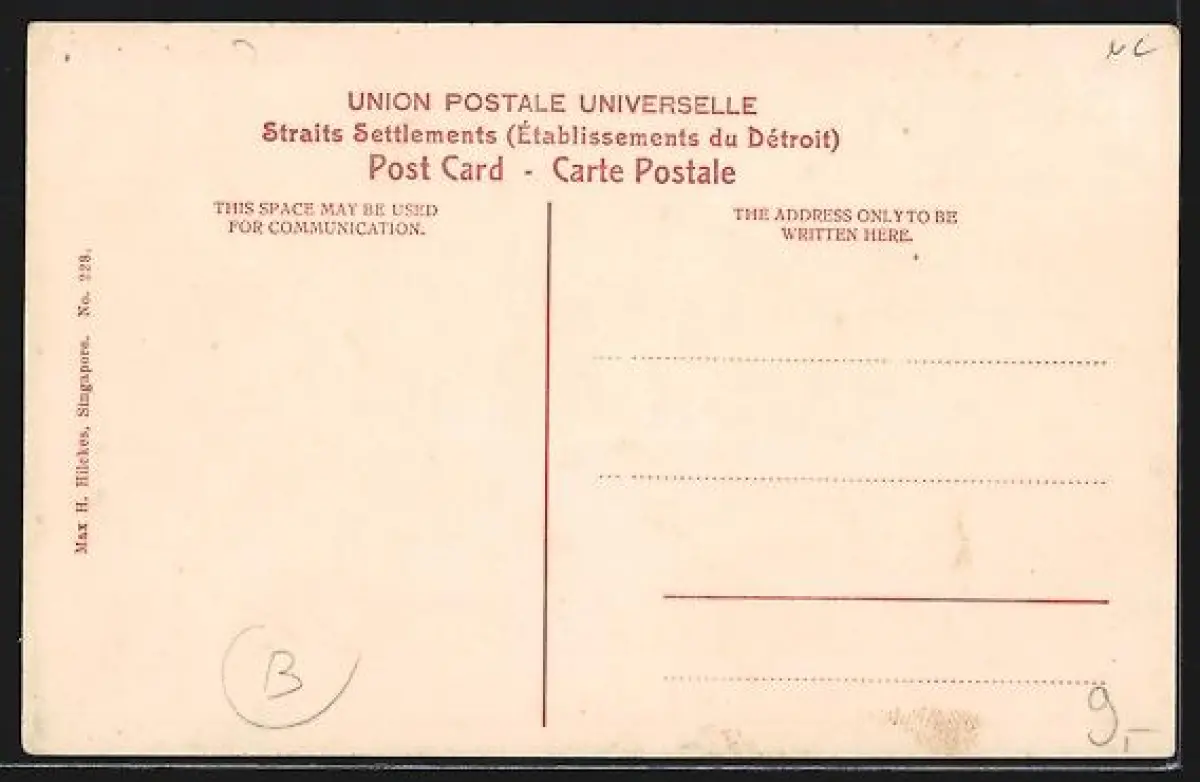 UNION POSTALE UNIVERSELLE
Straits Settlements (Établissements du Détroit)
Post Card - Carte Postale
THIS SPACE MAY BE USED
FOR COMMUNICATION.
THE ADDRESS ONLY TO BE
WRITTEN HERE.
Max H. Hilckes, Singapore. No. 223.
B
9,-